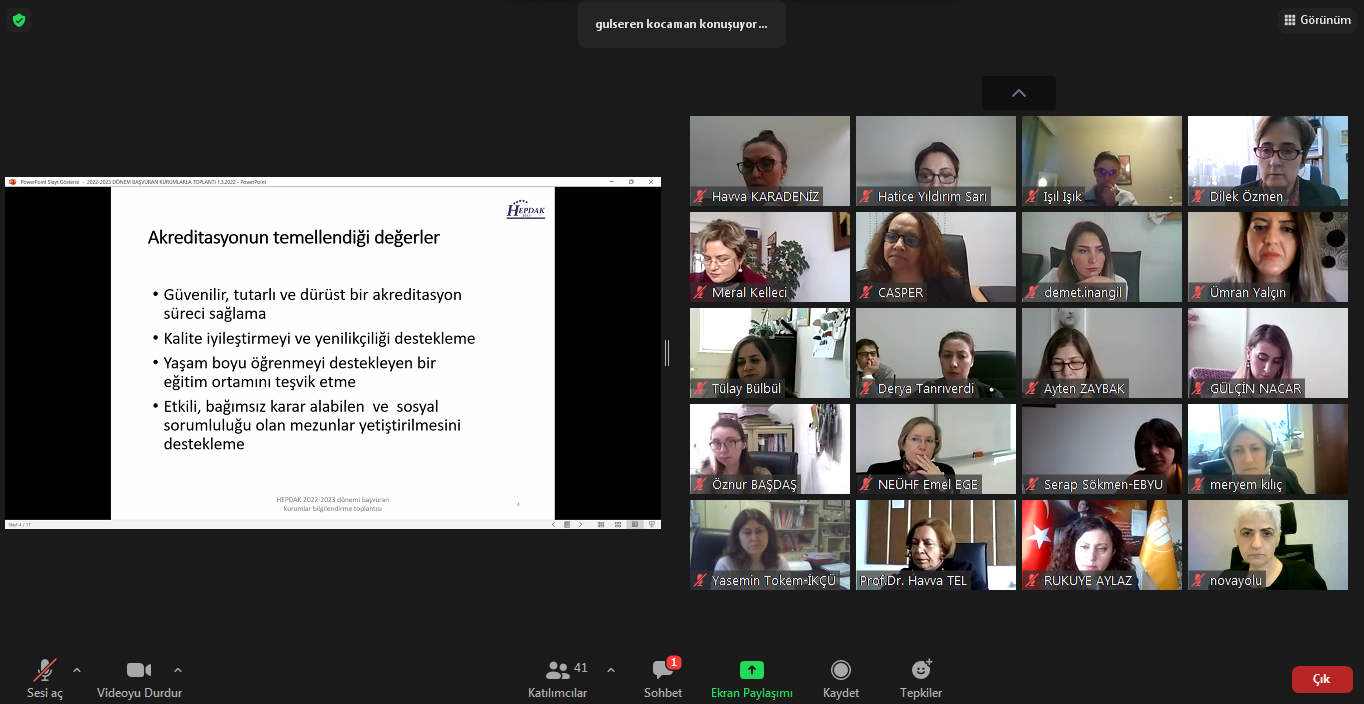 gulseren kocaman konuşuyor...
Görünüm
PowerPoint Slayt Gösterisi - 2022-2023 DÖNEM BAŞVURAN KURUMLARLA TOPLANTI 1.3.2022 - PowerPoint
HEPDAK
Akreditasyonun temellendiği değerler
• Güvenilir, tutarlı ve dürüst bir akreditasyon
süreci sağlama
• Kalite iyileştirmeyi ve yenilikçiliği destekleme
• Yaşam boyu öğrenmeyi destekleyen bir
eğitim ortamını teşvik etme
• Etkili, bağımsız karar alabilen ve sosyal
sorumluluğu olan mezunlar yetiştirilmesini
destekleme
HEPDAK 2022-2023 dönemi başvuran
kurumlar bilgilendirme toplantısı
4
Slayt 4 / 17
Havva KARADENİZ
Hatice Yıldırım Sarı
Işıl Işık
Dilek Özmen
Meral Kelleci
CASPER
demet.inangil
Ümran Yalçın
Tülay Bülbül
Derya Tanrıverdi
Ayten ZAYBAK
GÜLÇİN NACAR
Öznur BAŞDAŞ
NEÜHF Emel EGE
Serap Sökmen-EBYU
meryem kılıç
Yasemin Tokem-İKÇÜ
Prof.Dr. Havva TEL
RUKUYE AYLAZ
novayolu
Sesi aç
Videoyu Durdur
41
Katılımcılar
1
Sohbet
Ekran Paylaşımı
Kaydet
Tepkiler
Çık